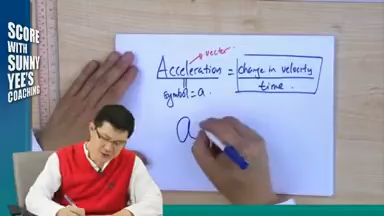 SCORE
WITH
SUNNY
YEE'S
COACHING
vector.
Acceleration = change in velocity
time.
symbol = a.
a